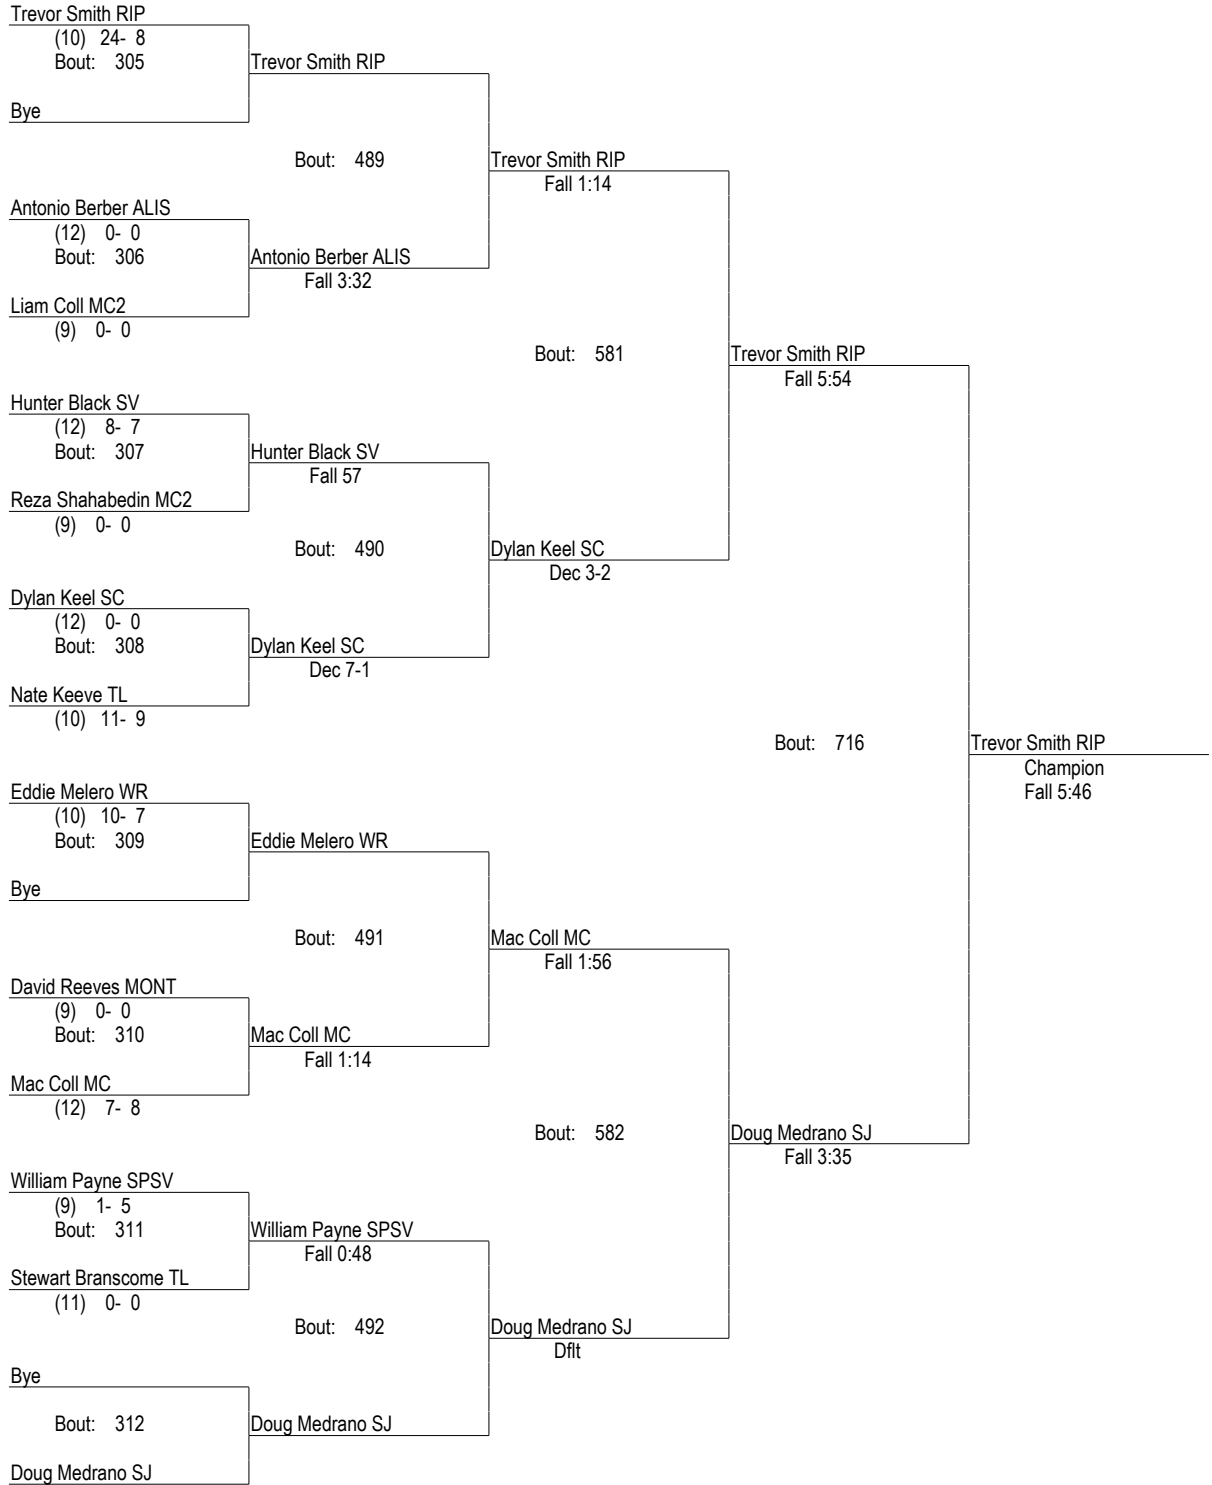 Trevor Smith RIP
(10) 24- 8
Bout: 305
Trevor Smith RIP
Bye
Bout: 489
Trevor Smith RIP
Fall 1:14
Antonio Berber ALIS
(12) 0- 0
Bout: 306
Antonio Berber ALIS
Fall 3:32
Liam Coll MC2
(9) 0- 0
Bout: 581
Trevor Smith RIP
Fall 5:54
Hunter Black SV
(12) 8- 7
Bout: 307
Hunter Black SV
Fall 57
Reza Shahabedin MC2
(9) 0- 0
Bout: 490
Dylan Keel SC
Dec 3-2
Dylan Keel SC
(12) 0- 0
Bout: 308
Dylan Keel SC
Dec 7-1
Nate Keeve TL
(10) 11- 9
Bout: 716
Trevor Smith RIP
Champion
Fall 5:46
Eddie Melero WR
(10) 10- 7
Bout: 309
Eddie Melero WR
Bye
Bout: 491
Mac Coll MC
Fall 1:56
David Reeves MONT
(9) 0- 0
Bout: 310
Mac Coll MC
Fall 1:14
Mac Coll MC
(12) 7- 8
Bout: 582
Doug Medrano SJ
Fall 3:35
William Payne SPSV
(9) 1- 5
Bout: 311
William Payne SPSV
Fall 0:48
Stewart Branscome TL
(11) 0- 0
Bout: 492
Doug Medrano SJ
Dflt
Bye
Bout: 312
Doug Medrano SJ
Doug Medrano SJ